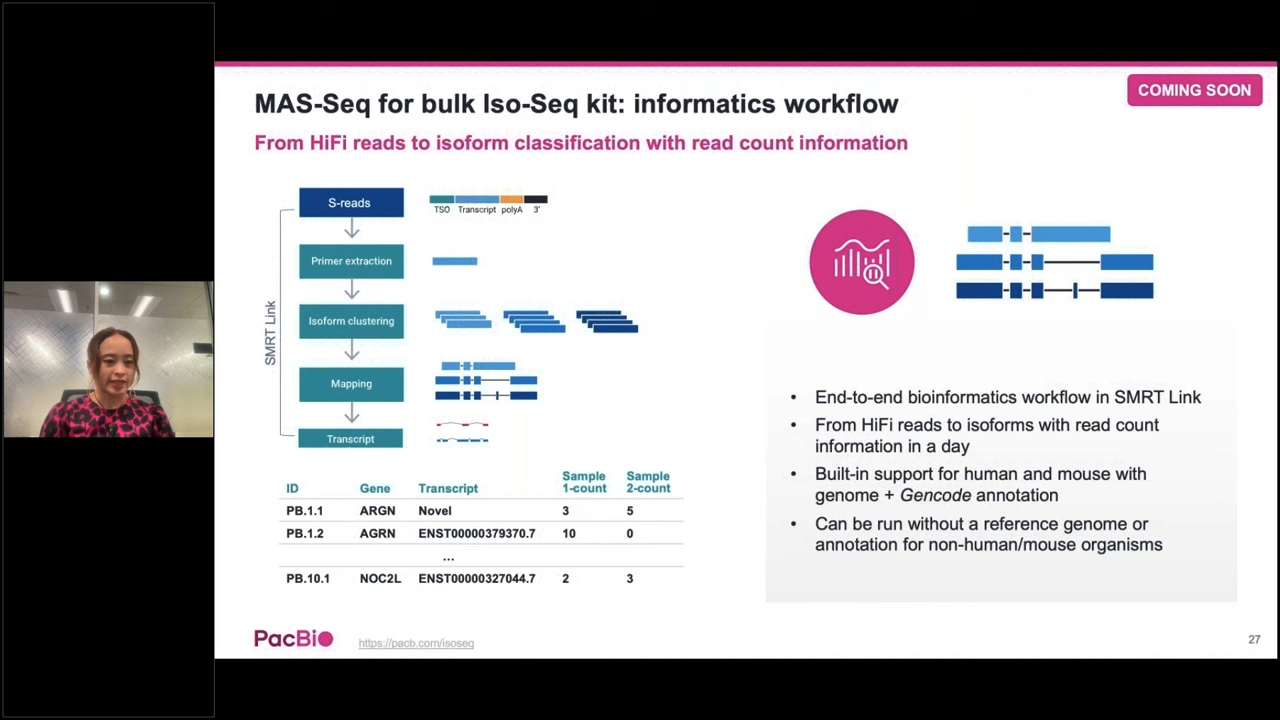 MAS-Seq for bulk Iso-Seq kit: informatics workflow
COMING SOON
From HiFi reads to isoform classification with read count information
SMRT Link
S-reads
TSO Transcript polyA 3'
Primer extraction
Isoform clustering
Mapping
Transcript
ID Gene Transcript Sample 1-count Sample 2-count
PB.1.1 ARGN Novel 3 5
PB.1.2 AGRN ENST00000379370.7 10 0
...
PB.10.1 NOC2L ENST00000327044.7 2 3
• End-to-end bioinformatics workflow in SMRT Link
• From HiFi reads to isoforms with read count
information in a day
• Built-in support for human and mouse with
genome + Gencode annotation
• Can be run without a reference genome or
annotation for non-human/mouse organisms
PacBio
https://pacb.com/isoseq
27